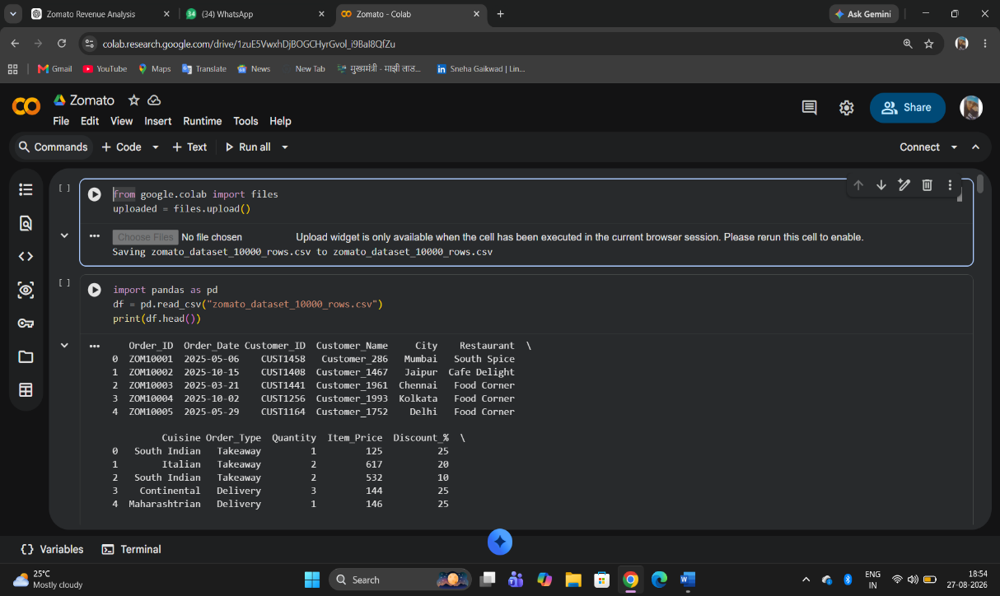 Zomato Revenue Analysis
(34) WhatsApp
Zomato - Colab
Ask Gemini
colab.research.google.com/drive/1zuE5VwxhDjBOGCHyrGvol_i9BaI8QfZu
Gmail YouTube Maps Translate News New Tab मुख्यमंत्री - माझी लाड... Sneha Gaikwad | Lin...
Zomato
File Edit View Insert Runtime Tools Help
Share
Commands + Code + Text Run all
Connect
[ ] from google.colab import files
uploaded = files.upload()
Choose Files No file chosen Upload widget is only available when the cell has been executed in the current browser session. Please rerun this cell to enable.
Saving zomato_dataset_10000_rows.csv to zomato_dataset_10000_rows.csv
[ ] import pandas as pd
df = pd.read_csv("zomato_dataset_10000_rows.csv")
print(df.head())
Order_ID Order_Date Customer_ID Customer_Name City Restaurant \
0 ZOM10001 2025-05-06 CUST1458 Customer_286 Mumbai South Spice
1 ZOM10002 2025-10-15 CUST1408 Customer_1467 Jaipur Cafe Delight
2 ZOM10003 2025-03-21 CUST1441 Customer_1961 Chennai Food Corner
3 ZOM10004 2025-10-02 CUST1256 Customer_1993 Kolkata Food Corner
4 ZOM10005 2025-05-29 CUST1164 Customer_1752 Delhi Food Corner
Cuisine Order_Type Quantity Item_Price Discount_% \
0 South Indian Takeaway 1 125 25
1 Italian Takeaway 2 617 20
2 South Indian Takeaway 2 532 10
3 Continental Delivery 3 144 25
4 Maharashtrian Delivery 1 146 25
Variables Terminal
25°C
Mostly cloudy
Search
ENG
IN
18:54
27-08-2026